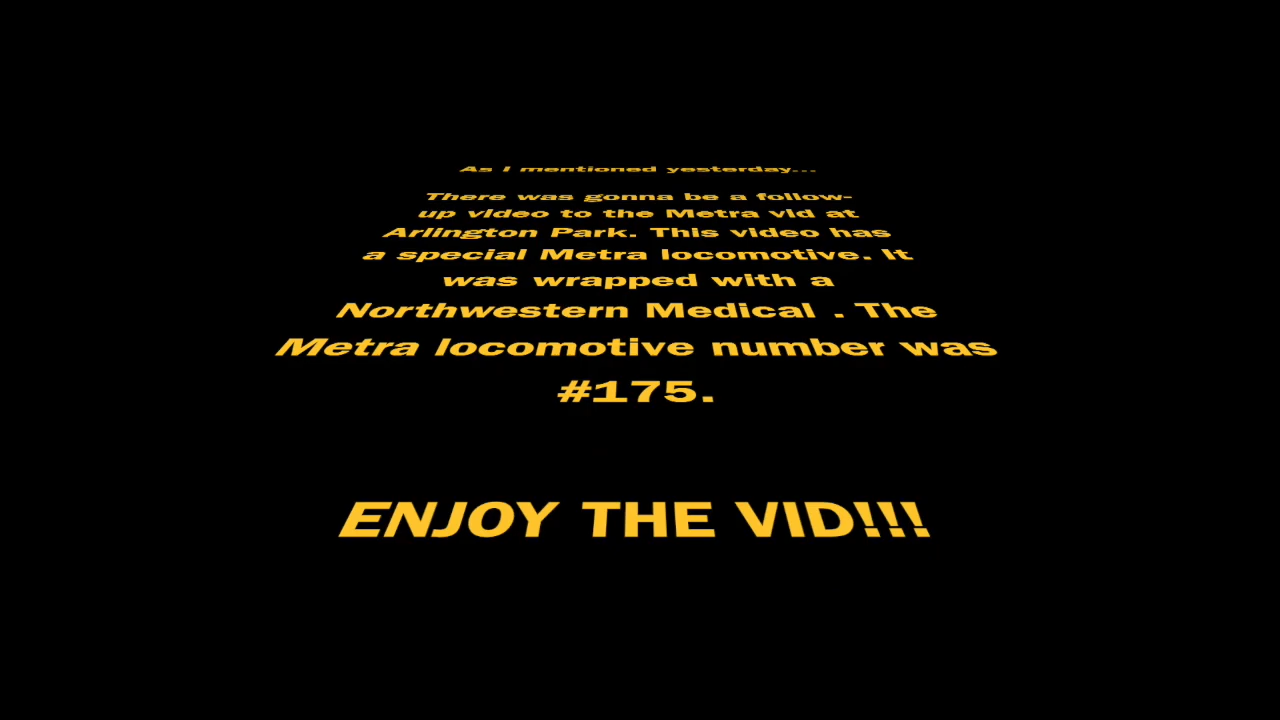 As I mentioned yesterday...
There was gonna be a follow-
up video to the Metra vid at
Arlington Park. This video has
a special Metra locomotive. It
was wrapped with a
Northwestern Medical . The
Metra locomotive number was
#175.
ENJOY THE VID!!!